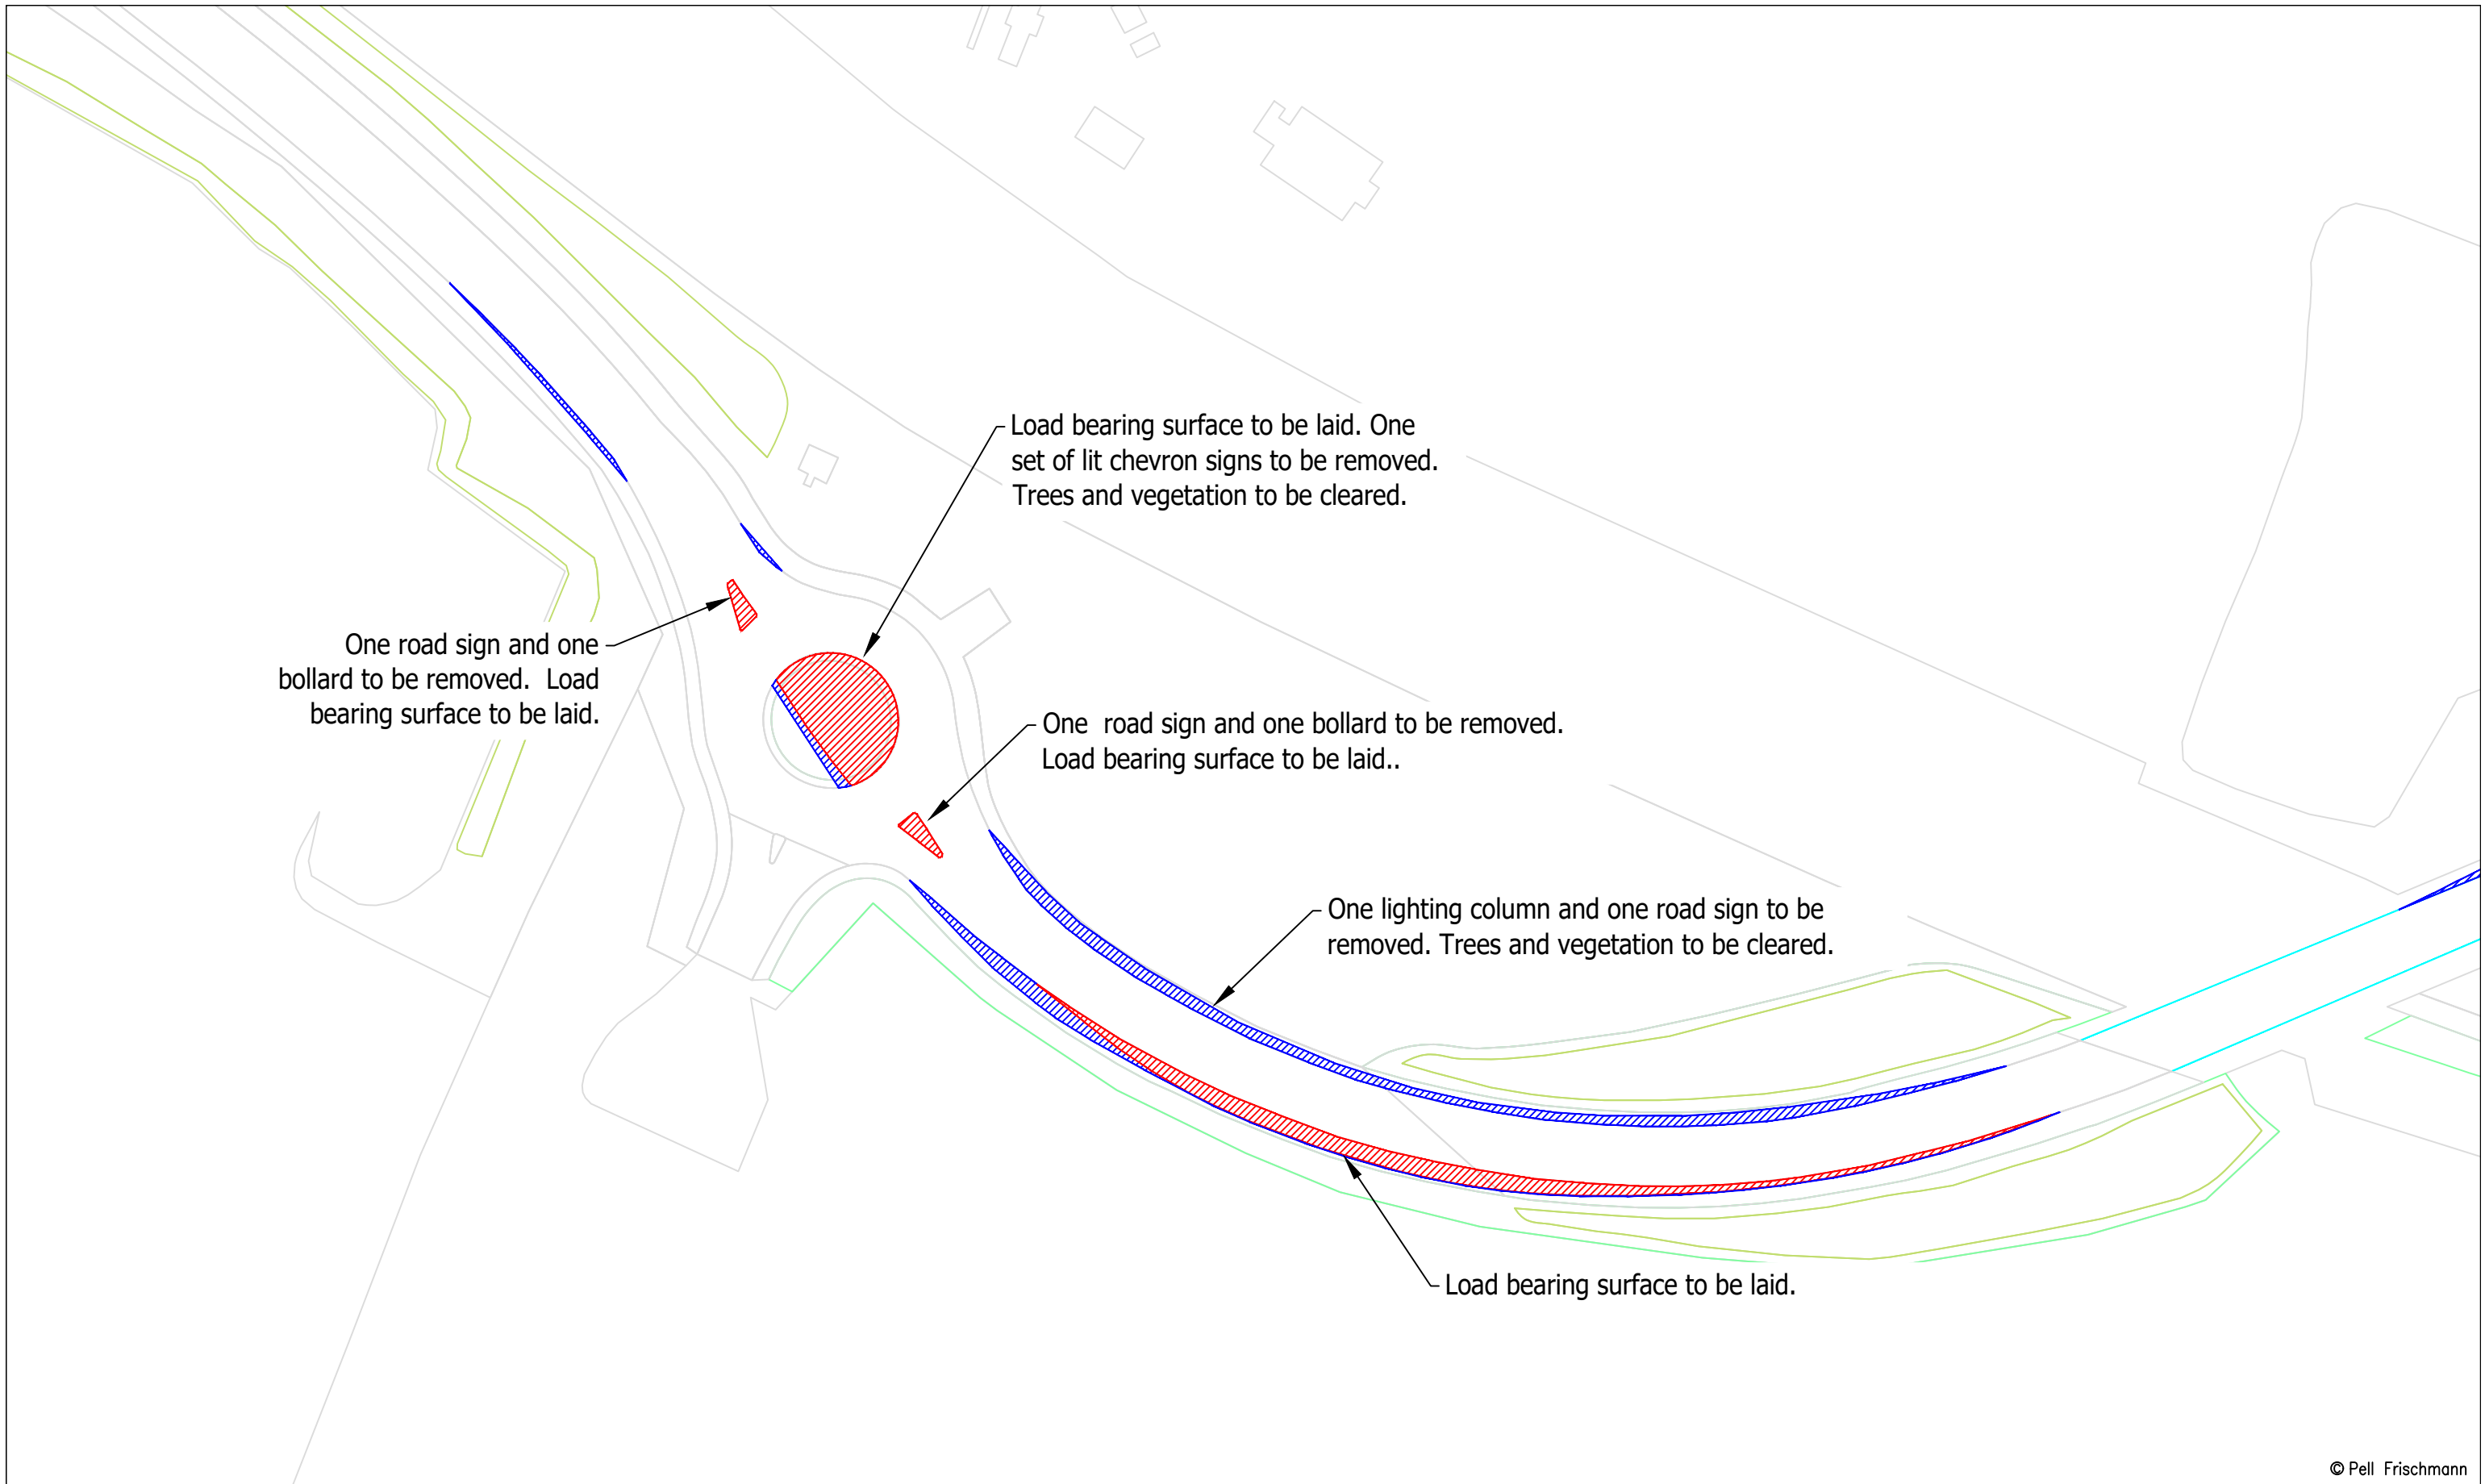 Load bearing surface to be laid. One
set of lit chevron signs to be removed.
Trees and vegetation to be cleared.
One road sign and one
bollard to be removed.  Load
bearing surface to be laid.
One  road sign and one bollard to be removed.
Load bearing surface to be laid..
One lighting column and one road sign to be
removed. Trees and vegetation to be cleared.
Load bearing surface to be laid.
© Pell Frischmann